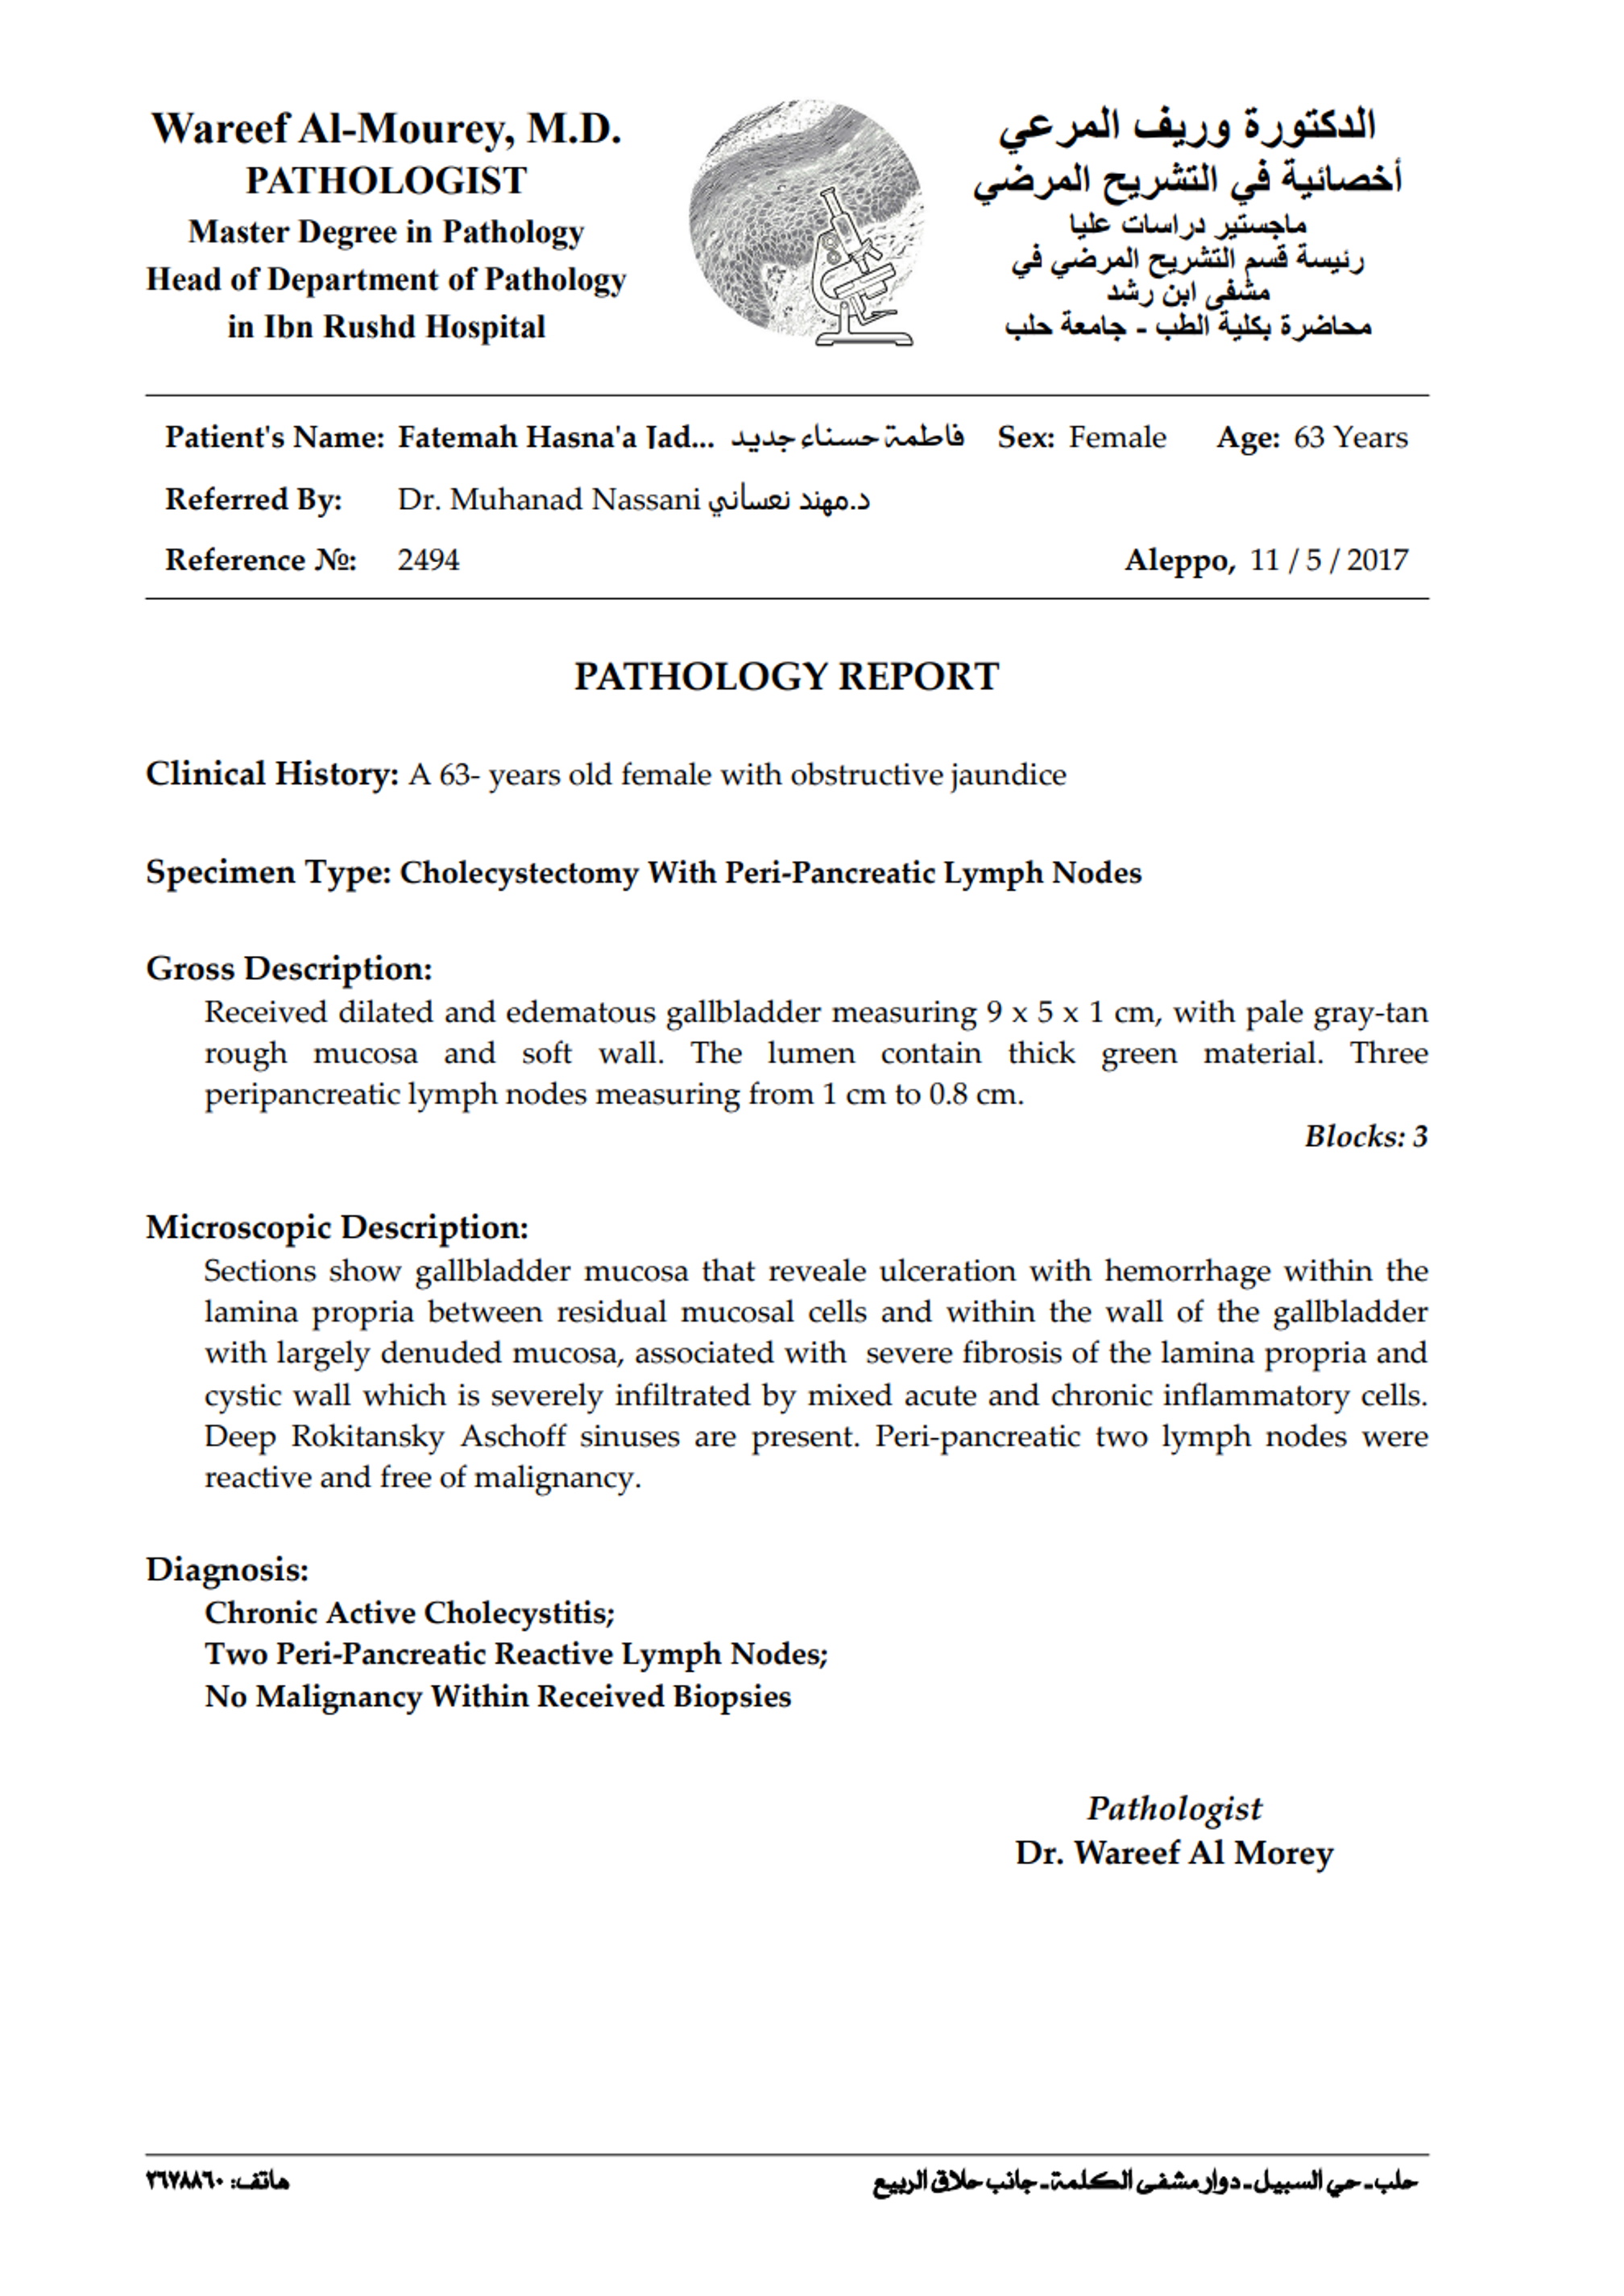 Wareef Al-Mourey, M.D.
PATHOLOGIST
Master Degree in Pathology
Head of Department of Pathology
in Ibn Rushd Hospital
الدكتورة وريف المرعي
أخصائية في التشريح المرضي
ماجستير دراسات عليا
رئيسة قسم التشريح المرضي في
مشفى ابن رشد
محاضرة بكلية الطب - جامعة حلب
Patient's Name: Fatemah Hasna'a Jad... فاطمة حسناء جديد Sex: Female Age: 63 Years
Referred By: Dr. Muhanad Nassani د.مهند نعساني
Reference №: 2494 Aleppo, 11 / 5 / 2017
PATHOLOGY REPORT
Clinical History: A 63- years old female with obstructive jaundice
Specimen Type: Cholecystectomy With Peri-Pancreatic Lymph Nodes
Gross Description:
Received dilated and edematous gallbladder measuring 9 x 5 x 1 cm, with pale gray-tan
rough mucosa and soft wall. The lumen contain thick green material. Three
peripancreatic lymph nodes measuring from 1 cm to 0.8 cm.
Blocks: 3
Microscopic Description:
Sections show gallbladder mucosa that reveale ulceration with hemorrhage within the
lamina propria between residual mucosal cells and within the wall of the gallbladder
with largely denuded mucosa, associated with severe fibrosis of the lamina propria and
cystic wall which is severely infiltrated by mixed acute and chronic inflammatory cells.
Deep Rokitansky Aschoff sinuses are present. Peri-pancreatic two lymph nodes were
reactive and free of malignancy.
Diagnosis:
Chronic Active Cholecystitis;
Two Peri-Pancreatic Reactive Lymph Nodes;
No Malignancy Within Received Biopsies
Pathologist
Dr. Wareef Al Morey
حلب-حي السبيل-دوار مشفى الكلمة-جانب حلاق الربيع
هاتف: ٢٦٧٨٨٦٠